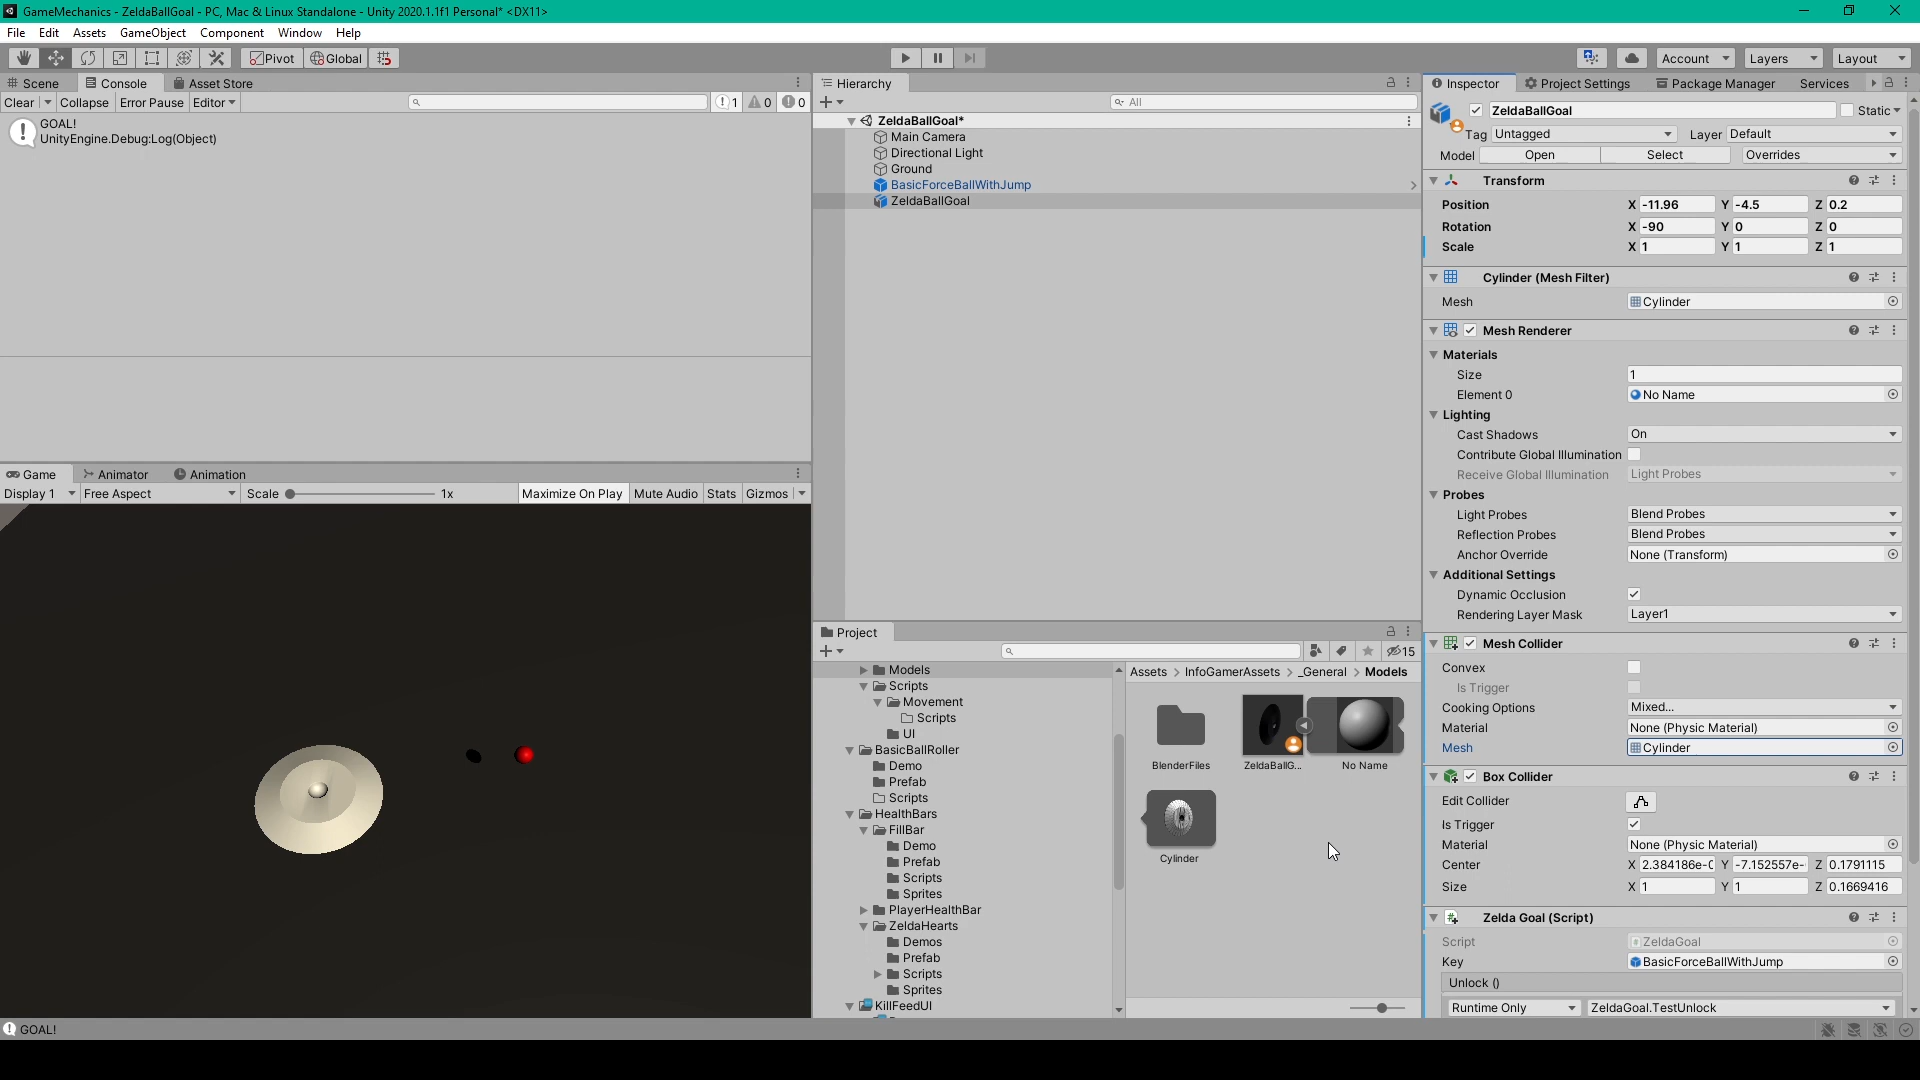 GameMechanics - ZeldaBallGoal - PC, Mac & Linux Standalone - Unity 2020.1.1f1 Personal* <DX11>
File Edit Assets GameObject Component Window Help
Pivot Global Account Layers Layout
Scene Console Asset Store
Clear Collapse Error Pause Editor 1 0 0
GOAL!
UnityEngine.Debug:Log(Object)
Game Animator Animation
Display 1 Free Aspect Scale 1x Maximize On Play Mute Audio Stats Gizmos
Hierarchy
All
ZeldaBallGoal*
Main Camera
Directional Light
Ground
BasicForceBallWithJump
ZeldaBallGoal
Project
15
Models
Scripts
Movement
Scripts
UI
BasicBallRoller
Demo
Prefab
Scripts
HealthBars
FillBar
Demo
Prefab
Scripts
Sprites
PlayerHealthBar
ZeldaHearts
Demos
Prefab
Scripts
Sprites
KillFeedUI
Assets > InfoGamerAssets > _General > Models
BlenderFiles ZeldaBallG... No Name
Cylinder
Inspector Project Settings Package Manager Services
ZeldaBallGoal Static
Tag Untagged Layer Default
Model Open Select Overrides
Transform
Position X -11.96 Y -4.5 Z 0.2
Rotation X -90 Y 0 Z 0
Scale X 1 Y 1 Z 1
Cylinder (Mesh Filter)
Mesh Cylinder
Mesh Renderer
Materials
Size 1
Element 0 No Name
Lighting
Cast Shadows On
Contribute Global Illumination
Receive Global Illumination Light Probes
Probes
Light Probes Blend Probes
Reflection Probes Blend Probes
Anchor Override None (Transform)
Additional Settings
Dynamic Occlusion
Rendering Layer Mask Layer1
Mesh Collider
Convex
Is Trigger
Cooking Options Mixed...
Material None (Physic Material)
Mesh Cylinder
Box Collider
Edit Collider
Is Trigger
Material None (Physic Material)
Center X 2.384186e-0 Y -7.152557e- Z 0.1791115
Size X 1 Y 1 Z 0.1669416
Zelda Goal (Script)
Script ZeldaGoal
Key BasicForceBallWithJump
Unlock ()
Runtime Only ZeldaGoal.TestUnlock
GOAL!